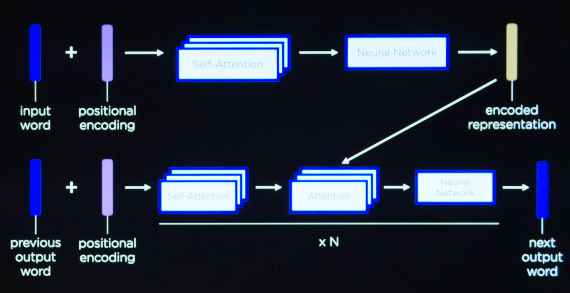 +
Self-Attention
Neural Network
input
word
positional
encoding
encoded
representation
+
Self-Attention
Attention
Neural
Network
previous
output
word
positional
encoding
x N
next
output
word